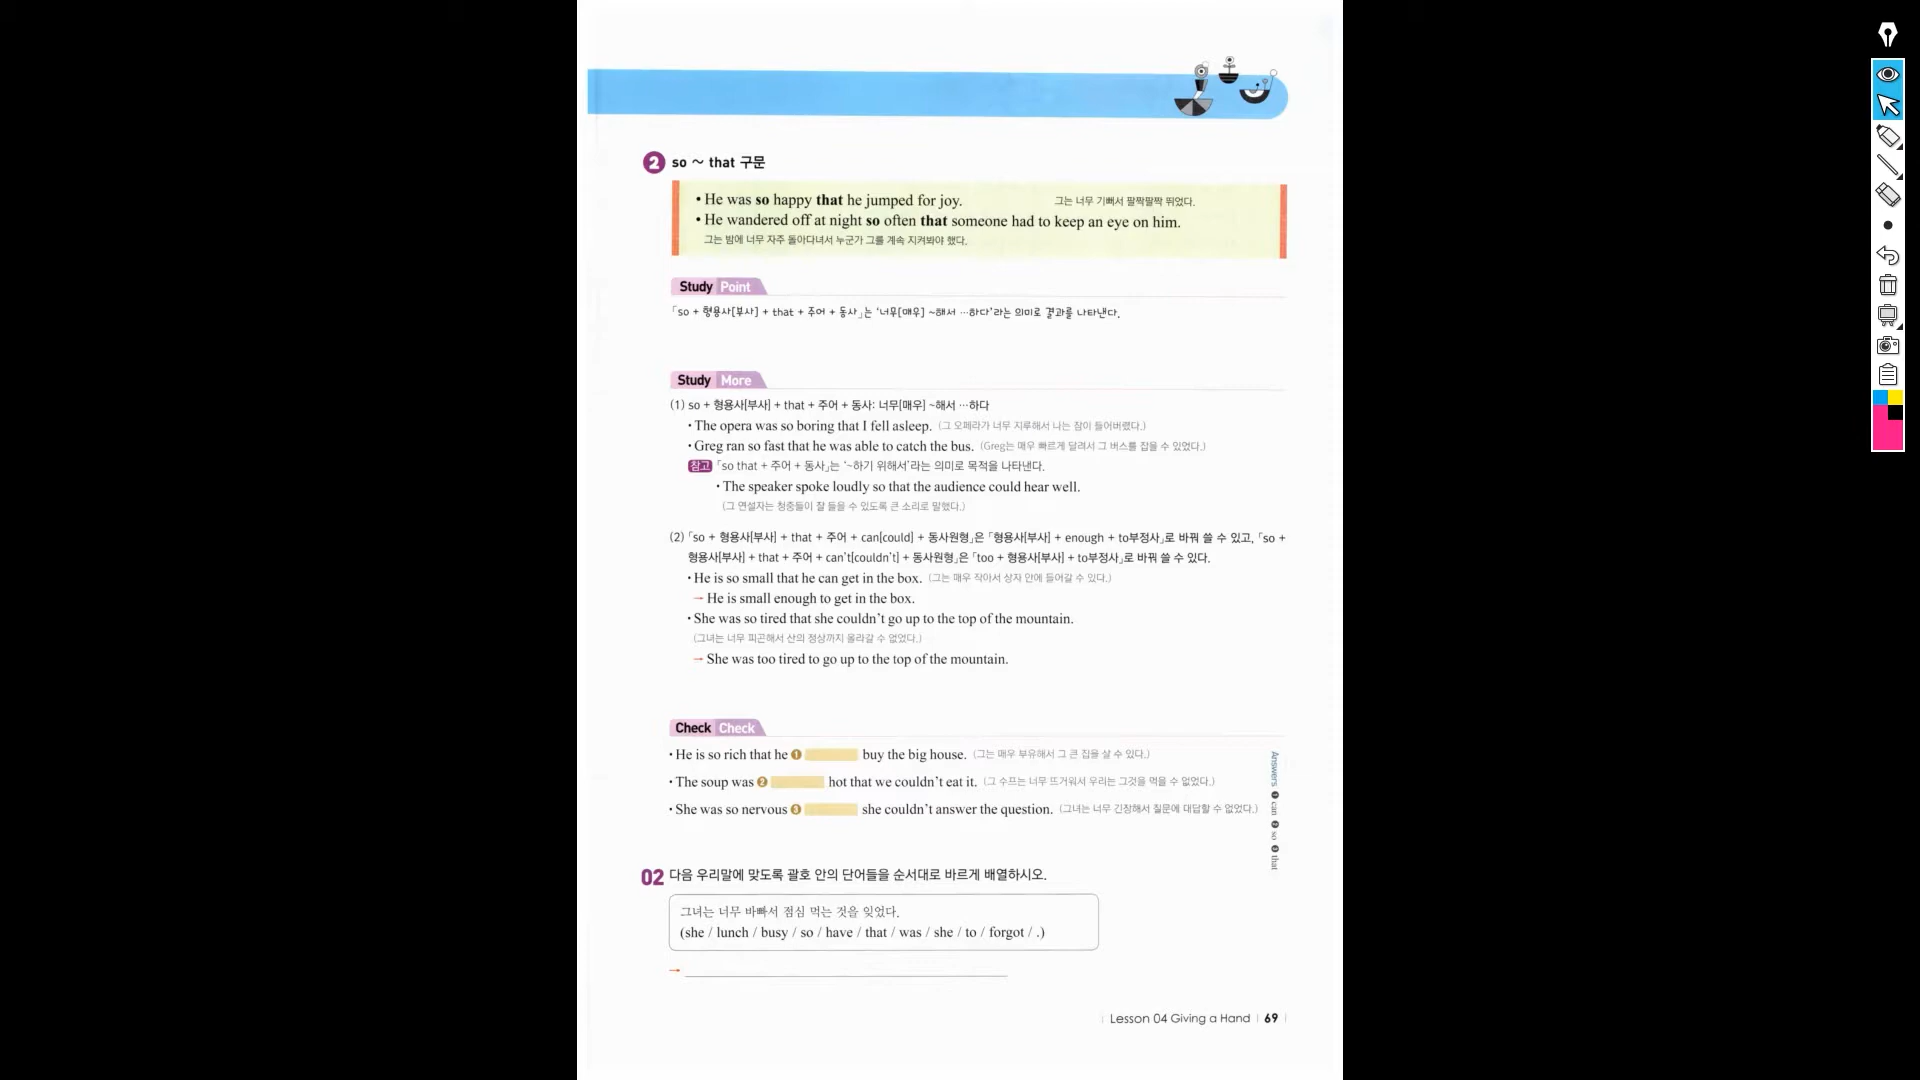 2 so ~ that 구문
• He was so happy that he jumped for joy. 그는 너무 기뻐서 팔짝팔짝 뛰었다.
• He wandered off at night so often that someone had to keep an eye on him.
그는 밤에 너무 자주 돌아다녀서 누군가 그를 계속 지켜봐야 했다.
Study Point
「so + 형용사[부사] + that + 주어 + 동사」는 '너무[매우] ~해서 …하다'라는 의미로 결과를 나타낸다.
Study More
(1) so + 형용사[부사] + that + 주어 + 동사: 너무[매우] ~해서 …하다
• The opera was so boring that I fell asleep. (그 오페라가 너무 지루해서 나는 잠이 들어버렸다.)
• Greg ran so fast that he was able to catch the bus. (Greg는 매우 빠르게 달려서 그 버스를 잡을 수 있었다.)
참고 「so that + 주어 + 동사」는 '~하기 위해서'라는 의미로 목적을 나타낸다.
• The speaker spoke loudly so that the audience could hear well.
(그 연설자는 청중들이 잘 들을 수 있도록 큰 소리로 말했다.)
(2) 「so + 형용사[부사] + that + 주어 + can[could] + 동사원형」은 「형용사[부사] + enough + to부정사」로 바꿔 쓸 수 있고, 「so +
형용사[부사] + that + 주어 + can't[couldn't] + 동사원형」은 「too + 형용사[부사] + to부정사」로 바꿔 쓸 수 있다.
• He is so small that he can get in the box. (그는 매우 작아서 상자 안에 들어갈 수 있다.)
→ He is small enough to get in the box.
• She was so tired that she couldn't go up to the top of the mountain.
(그녀는 너무 피곤해서 산의 정상까지 올라갈 수 없었다.)
→ She was too tired to go up to the top of the mountain.
Check Check
• He is so rich that he ❶ buy the big house. (그는 매우 부유해서 그 큰 집을 살 수 있다.)
• The soup was ❷ hot that we couldn't eat it. (그 수프는 너무 뜨거워서 우리는 그것을 먹을 수 없었다.)
• She was so nervous ❸ she couldn't answer the question. (그녀는 너무 긴장해서 질문에 대답할 수 없었다.)
Answers ❶ can ❷ so ❸ that
02 다음 우리말에 맞도록 괄호 안의 단어들을 순서대로 바르게 배열하시오.
그녀는 너무 바빠서 점심 먹는 것을 잊었다.
(she / lunch / busy / so / have / that / was / she / to / forgot / .)
→
Lesson 04 Giving a Hand | 69